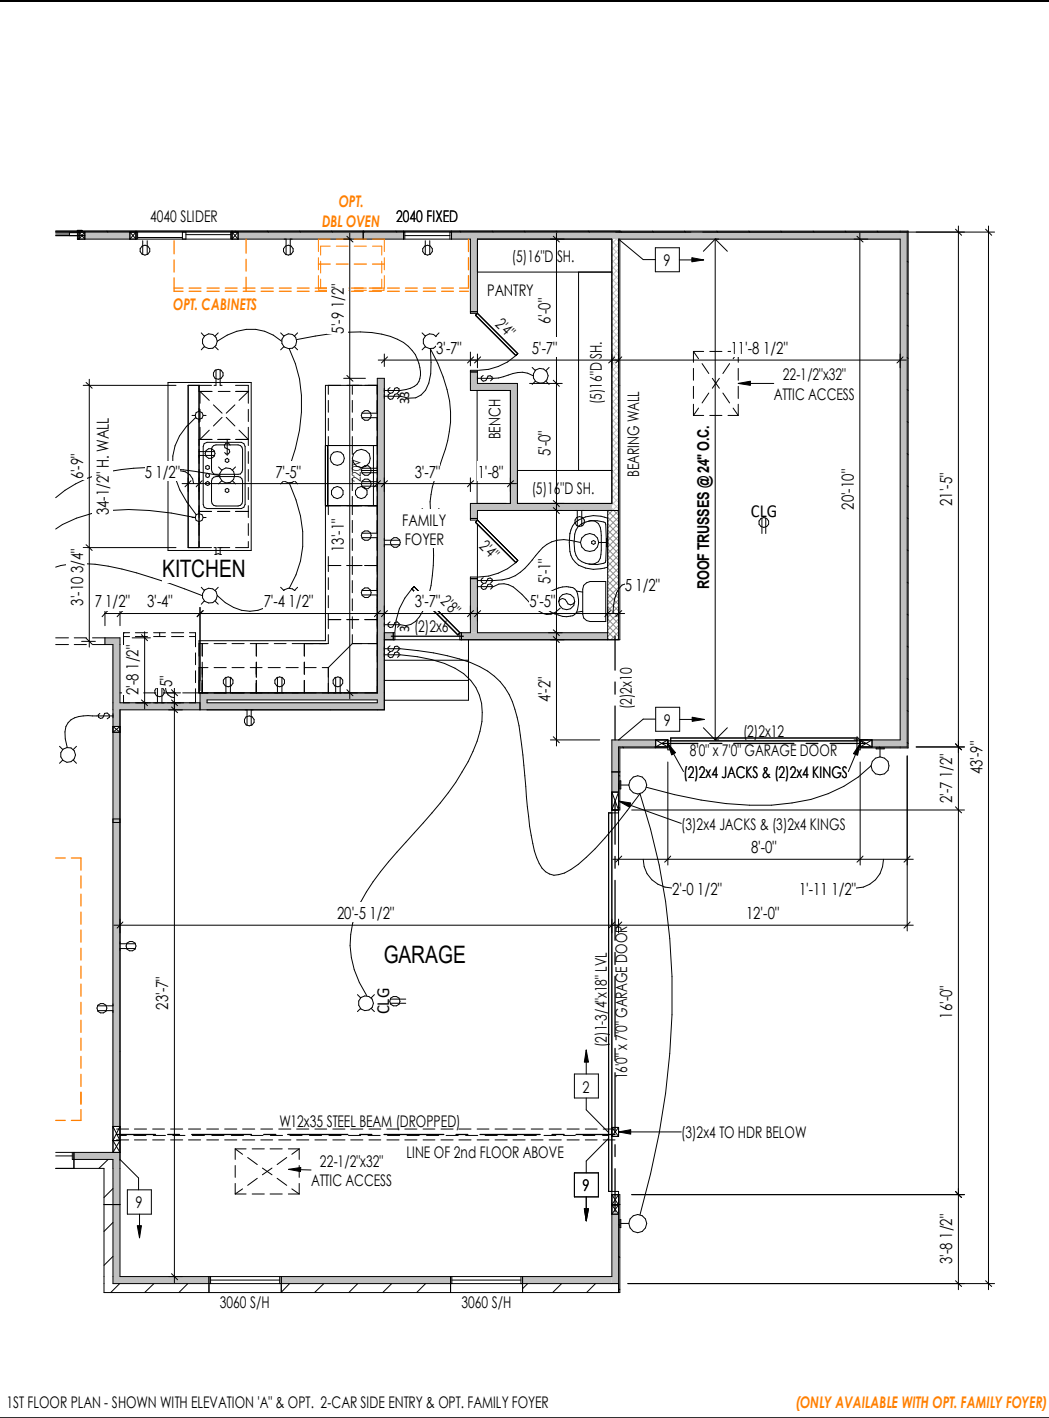 OPT.
DBL OVEN
4040 SLIDER
2040 FIXED
(5)16"D SH.
9
PANTRY
OPT. CABINETS
5'-9 1/2"
6'-0"
2'4"
3'-7"
5'-7"
11'-8 1/2"
22-1/2"x32"
ATTIC ACCESS
S
SS
33
(5)16"D SH.
BENCH
BEARING WALL
34-1/2" H. WALL
6'-9"
5 1/2"
7'-5"
220V
3'-7"
1'-8"
5'-0"
(5)16"D SH.
ROOF TRUSSES @ 24" O.C.
20'-10"
21'-5"
CLG
FAMILY
FOYER
13'-1"
2'4"
KITCHEN
3'-10 3/4"
5'-1"
5 1/2"
7 1/2"
3'-4"
7'-4 1/2"
3'-7"
2'8"
5'-5"
SS
S
3
(2)2x6
SS
2'-8 1/2"
5"
4'-2"
(2)2x10
S
9
(2)2x12
8'0" x 7'0" GARAGE DOOR
(2)2x4 JACKS & (2)2x4 KINGS
2'-7 1/2"
43'-9"
(3)2x4 JACKS & (3)2x4 KINGS
8'-0"
2'-0 1/2"
1'-11 1/2"
20'-5 1/2"
12'-0"
GARAGE
23'-7"
CLG
(2)1-3/4"x18" LVL
16'0" x 7'0" GARAGE DOOR
16'-0"
2
W12x35 STEEL BEAM (DROPPED)
(3)2x4 TO HDR BELOW
LINE OF 2nd FLOOR ABOVE
22-1/2"x32"
ATTIC ACCESS
9
9
3'-8 1/2"
3060 S/H
3060 S/H
1ST FLOOR PLAN - SHOWN WITH ELEVATION 'A" & OPT. 2-CAR SIDE ENTRY & OPT. FAMILY FOYER
(ONLY AVAILABLE WITH OPT. FAMILY FOYER)